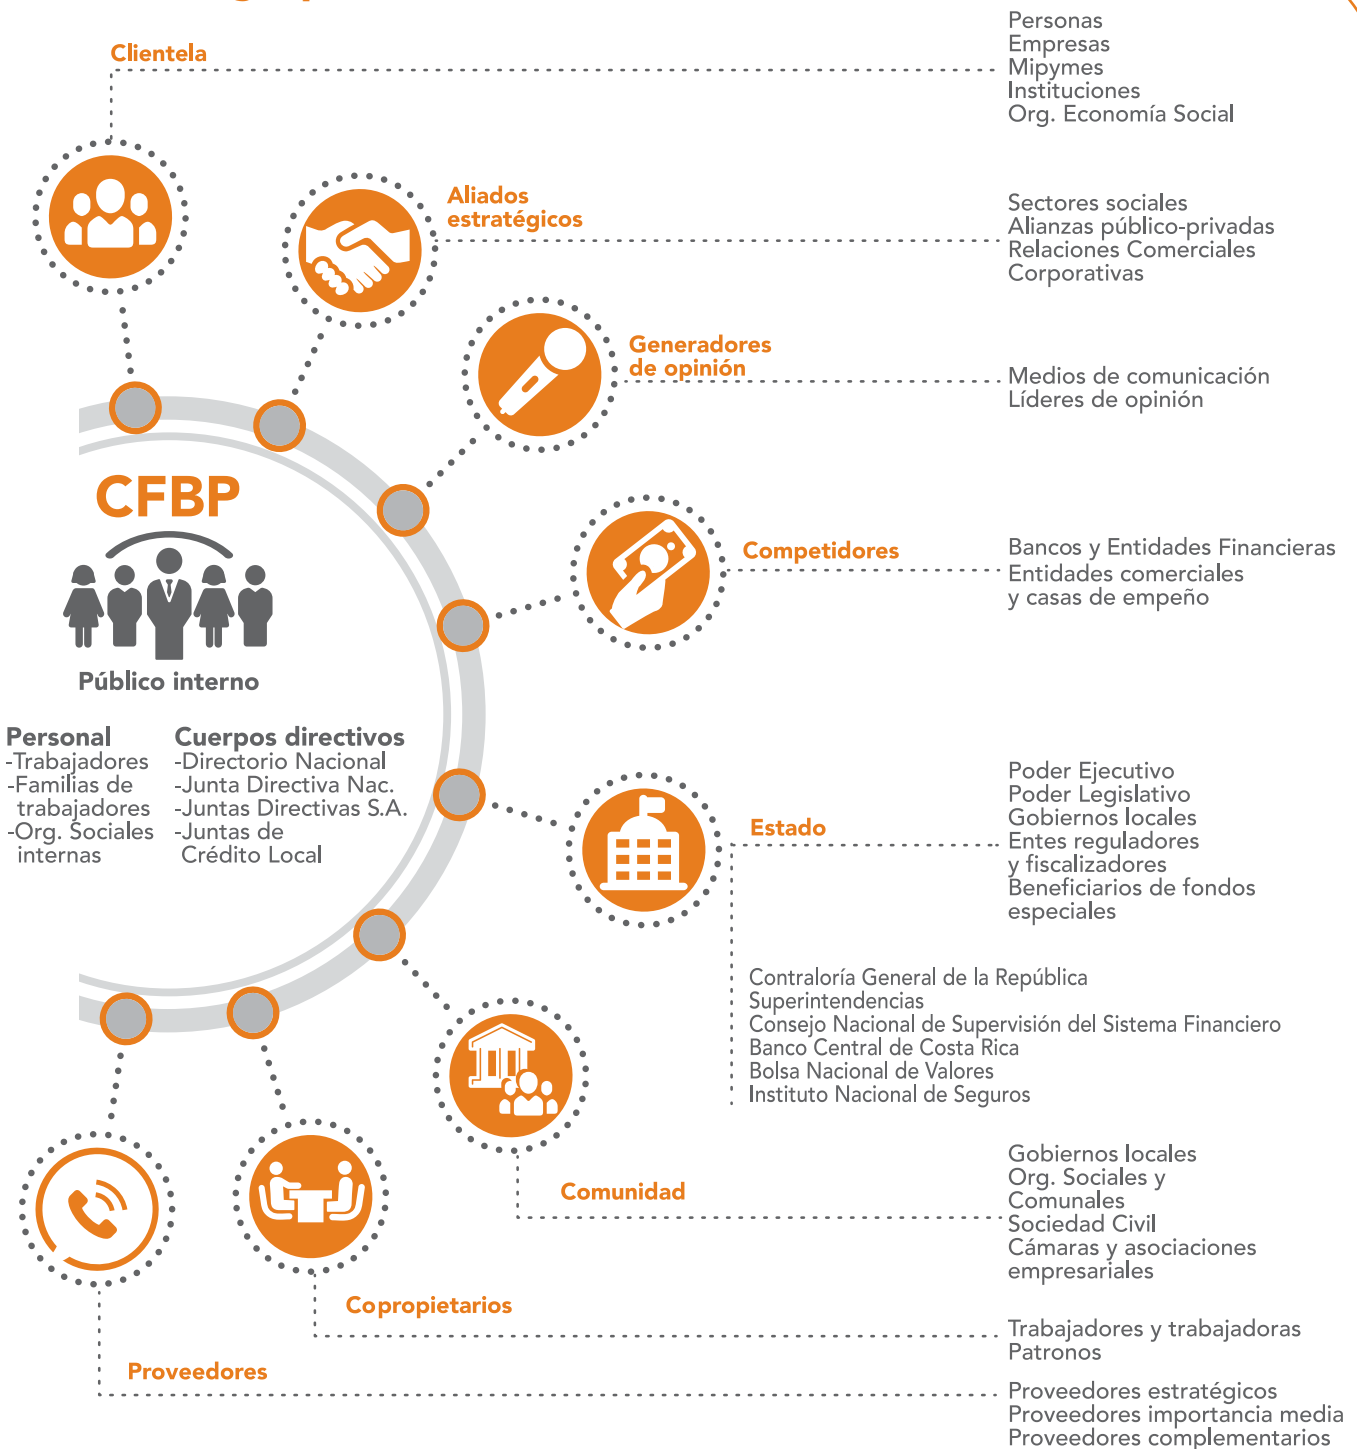 Clientela
Personas
Empresas
Mipymes
Instituciones
Org. Economía Social
Aliados
estratégicos
Sectores sociales
Alianzas público-privadas
Relaciones Comerciales
Corporativas
Generadores
de opinión
Medios de comunicación
Líderes de opinión
CFBP
Público interno
Competidores
Bancos y Entidades Financieras
Entidades comerciales
y casas de empeño
Personal
-Trabajadores
-Familias de
trabajadores
-Org. Sociales
internas
Cuerpos directivos
-Directorio Nacional
-Junta Directiva Nac.
-Juntas Directivas S.A.
-Juntas de
Crédito Local
Estado
Poder Ejecutivo
Poder Legislativo
Gobiernos locales
Entes reguladores
y fiscalizadores
Beneficiarios de fondos
especiales
Contraloría General de la República
Superintendencias
Consejo Nacional de Supervisión del Sistema Financiero
Banco Central de Costa Rica
Bolsa Nacional de Valores
Instituto Nacional de Seguros
Comunidad
Gobiernos locales
Org. Sociales y
Comunales
Sociedad Civil
Cámaras y asociaciones
empresariales
Copropietarios
Trabajadores y trabajadoras
Patronos
Proveedores
Proveedores estratégicos
Proveedores importancia media
Proveedores complementarios